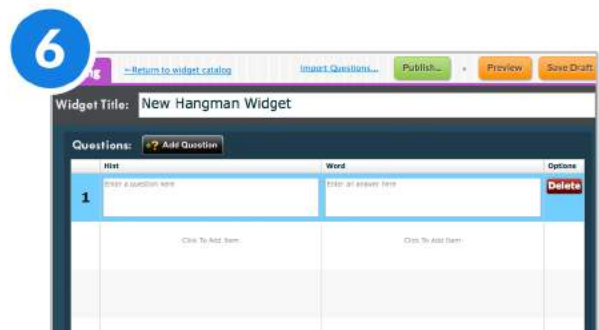 6
←Return to widget catalog Import Questions... Publish... Preview Save Draft
Widget Title: New Hangman Widget
Questions: +? Add Question
Hint Word Options
1 Enter a question here Enter an answer here Delete
Click To Add Item Click To Add Item